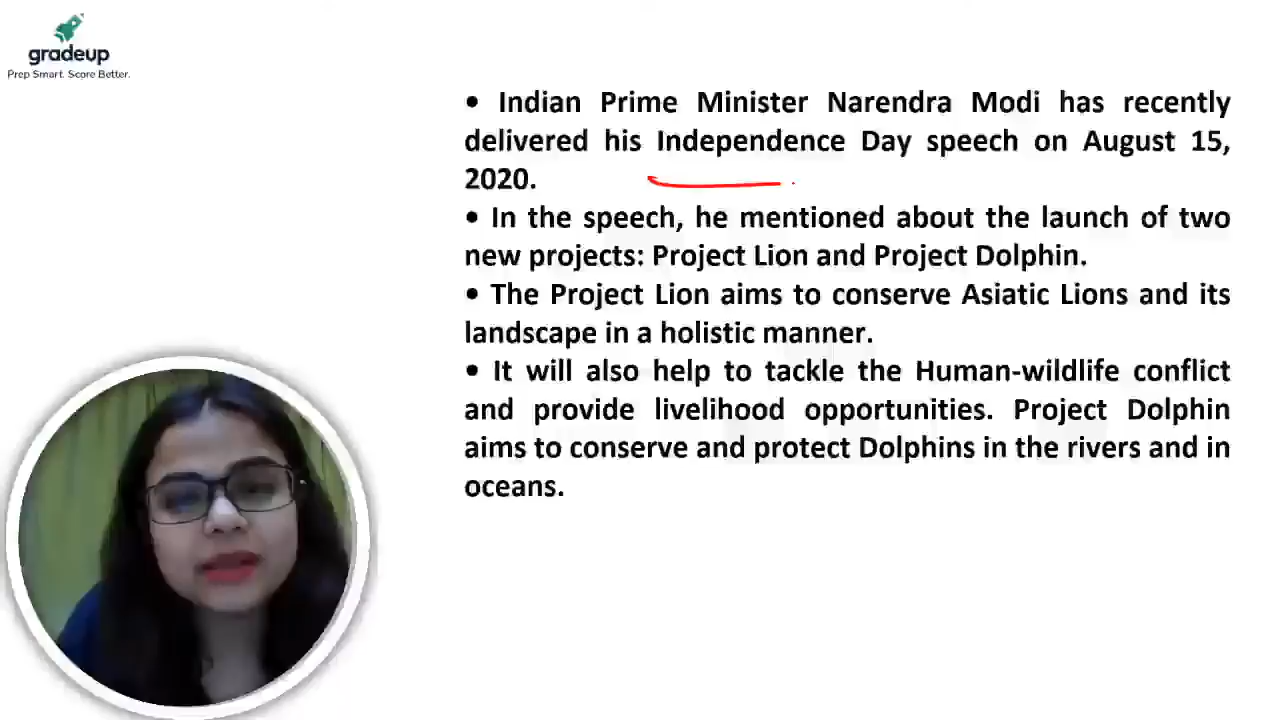 gradeup
Prep Smart. Score Better.
• Indian Prime Minister Narendra Modi has recently
delivered his Independence Day speech on August 15,
2020.
• In the speech, he mentioned about the launch of two
new projects: Project Lion and Project Dolphin.
• The Project Lion aims to conserve Asiatic Lions and its
landscape in a holistic manner.
• It will also help to tackle the Human-wildlife conflict
and provide livelihood opportunities. Project Dolphin
aims to conserve and protect Dolphins in the rivers and in
oceans.